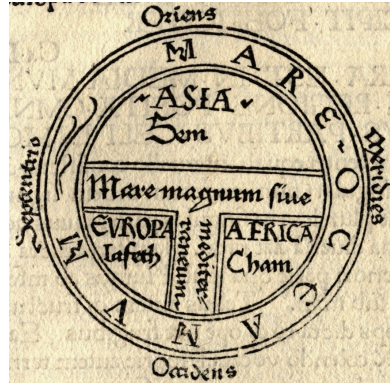 Oriens
MARE OCEANVM
Septentrio
Meridies
ASIA
Sem
Mare magnum siue
mediterraneum
EVROPA
Iafeth
AFRICA
Cham
Occidens